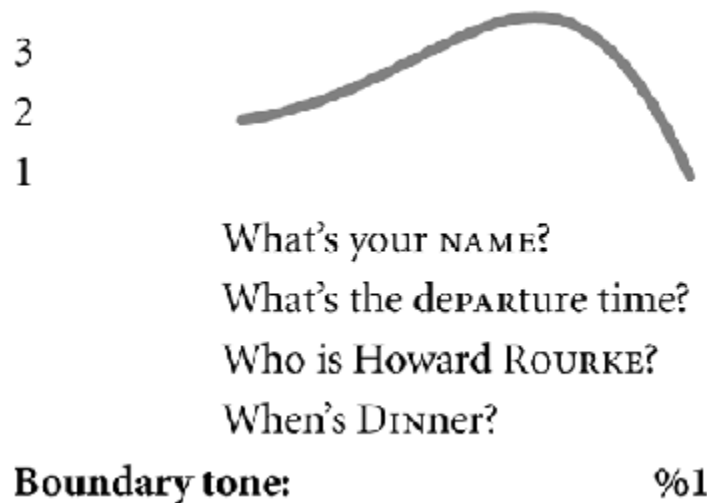 3
2
1
What's your NAME?
What's the dePARture time?
Who is Howard ROURKE?
When's DINner?
Boundary tone: %1